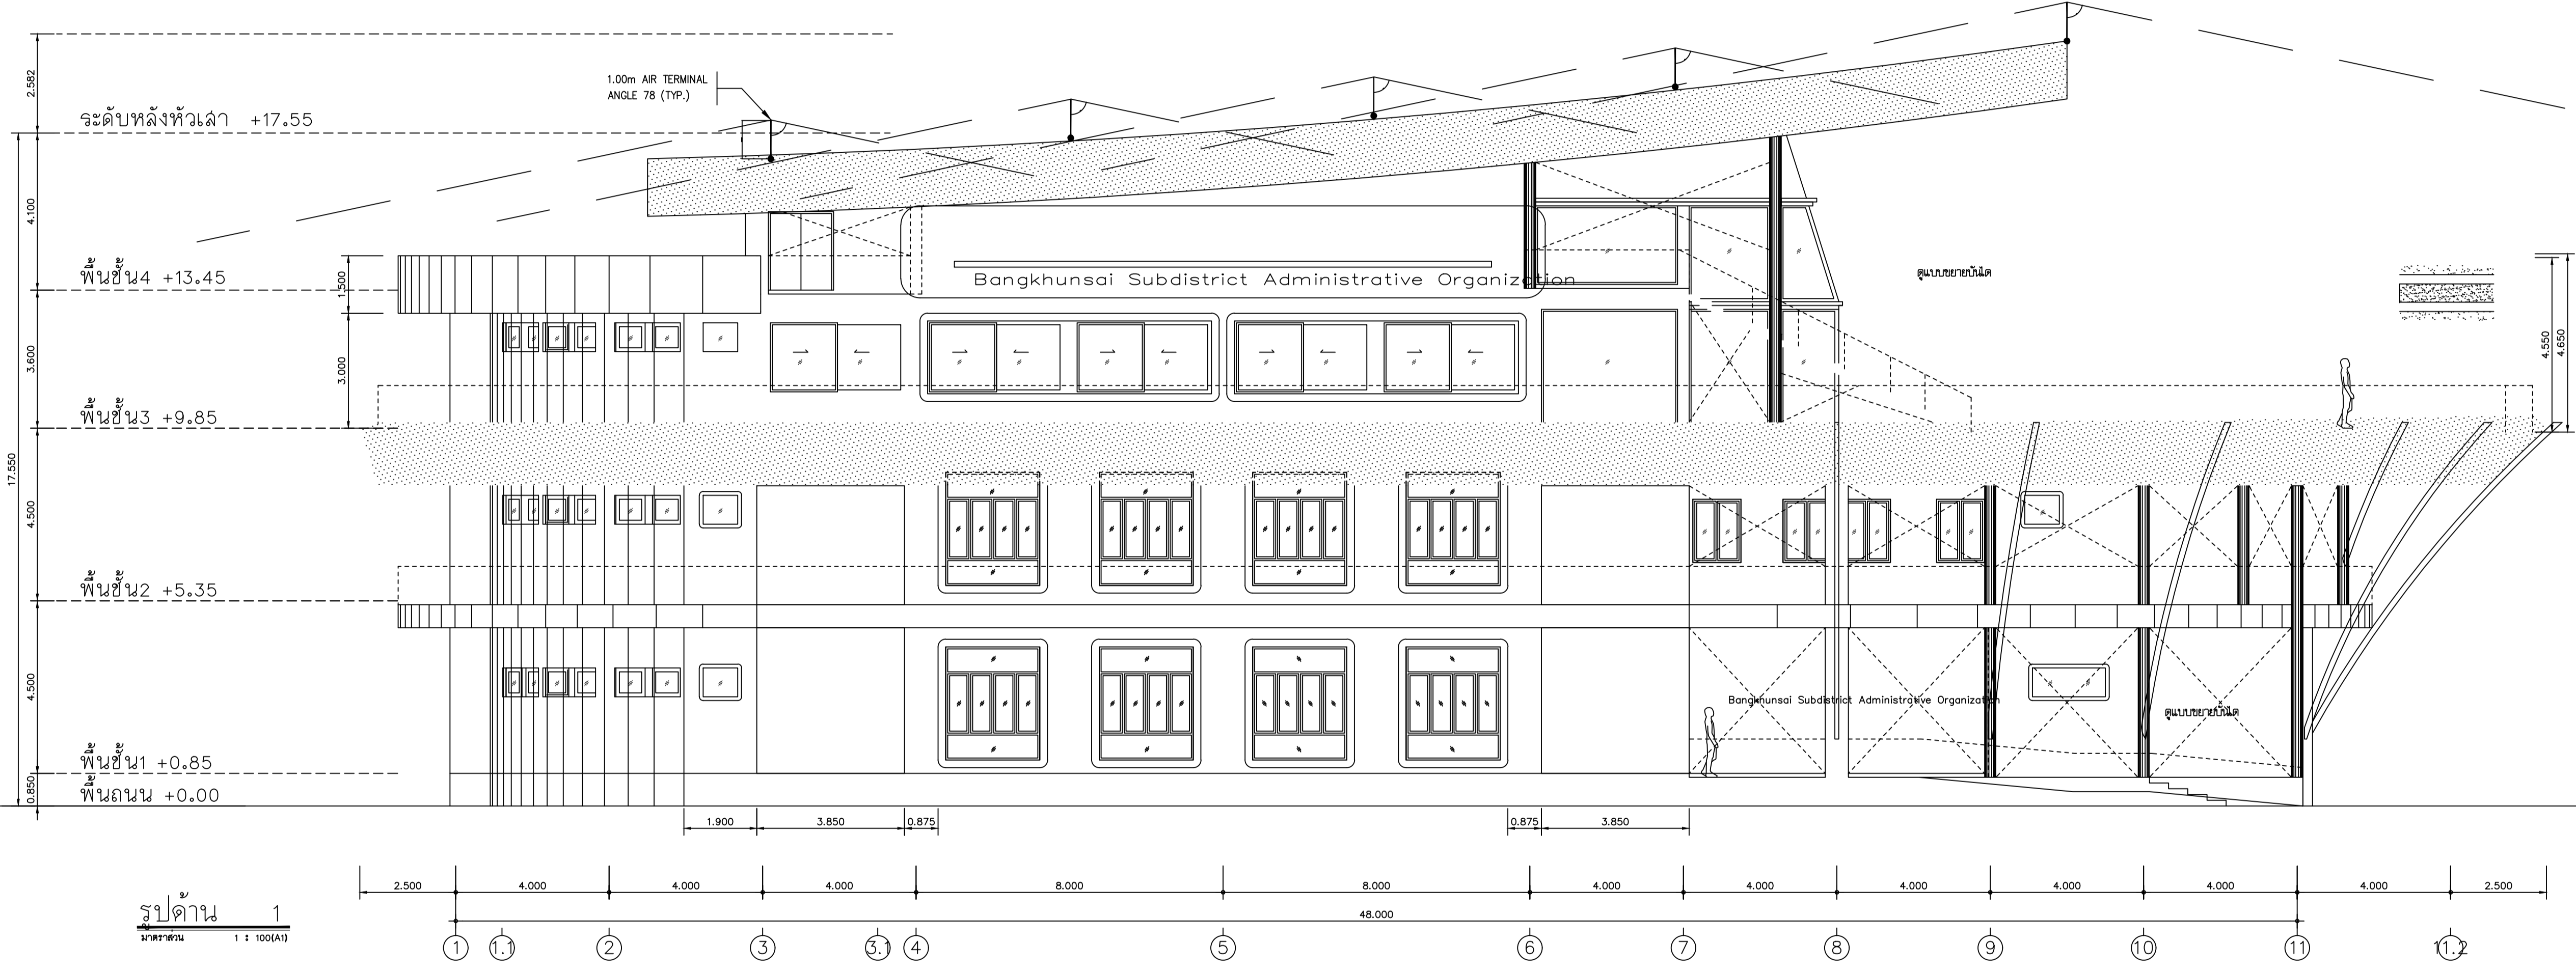 2.582
1.00m AIR TERMINAL
ANGLE 78 (TYP.)
ระดับหลังหัวเสา +17.55
4.100
พื้นชั้น4 +13.45
1.500
Bangkhunsai Subdistrict Administrative Organization
ดูแบบขยายบันได
3.600
3.000
4.550
4.650
พื้นชั้น3 +9.85
17.550
4.500
พื้นชั้น2 +5.35
4.500
Bangkhunsai Subdistrict Administrative Organization
ดูแบบขยายบันได
พื้นชั้น1 +0.85
0.850
พื้นถนน +0.00
1.900 3.850 0.875 0.875 3.850
2.500 4.000 4.000 4.000 8.000 8.000 4.000 4.000 4.000 4.000 4.000 4.000 2.500
48.000
รูปด้าน 1
มาตราส่วน 1 : 100(A1)
1 1.1 2 3 3.1 4 5 6 7 8 9 10 11 11.2